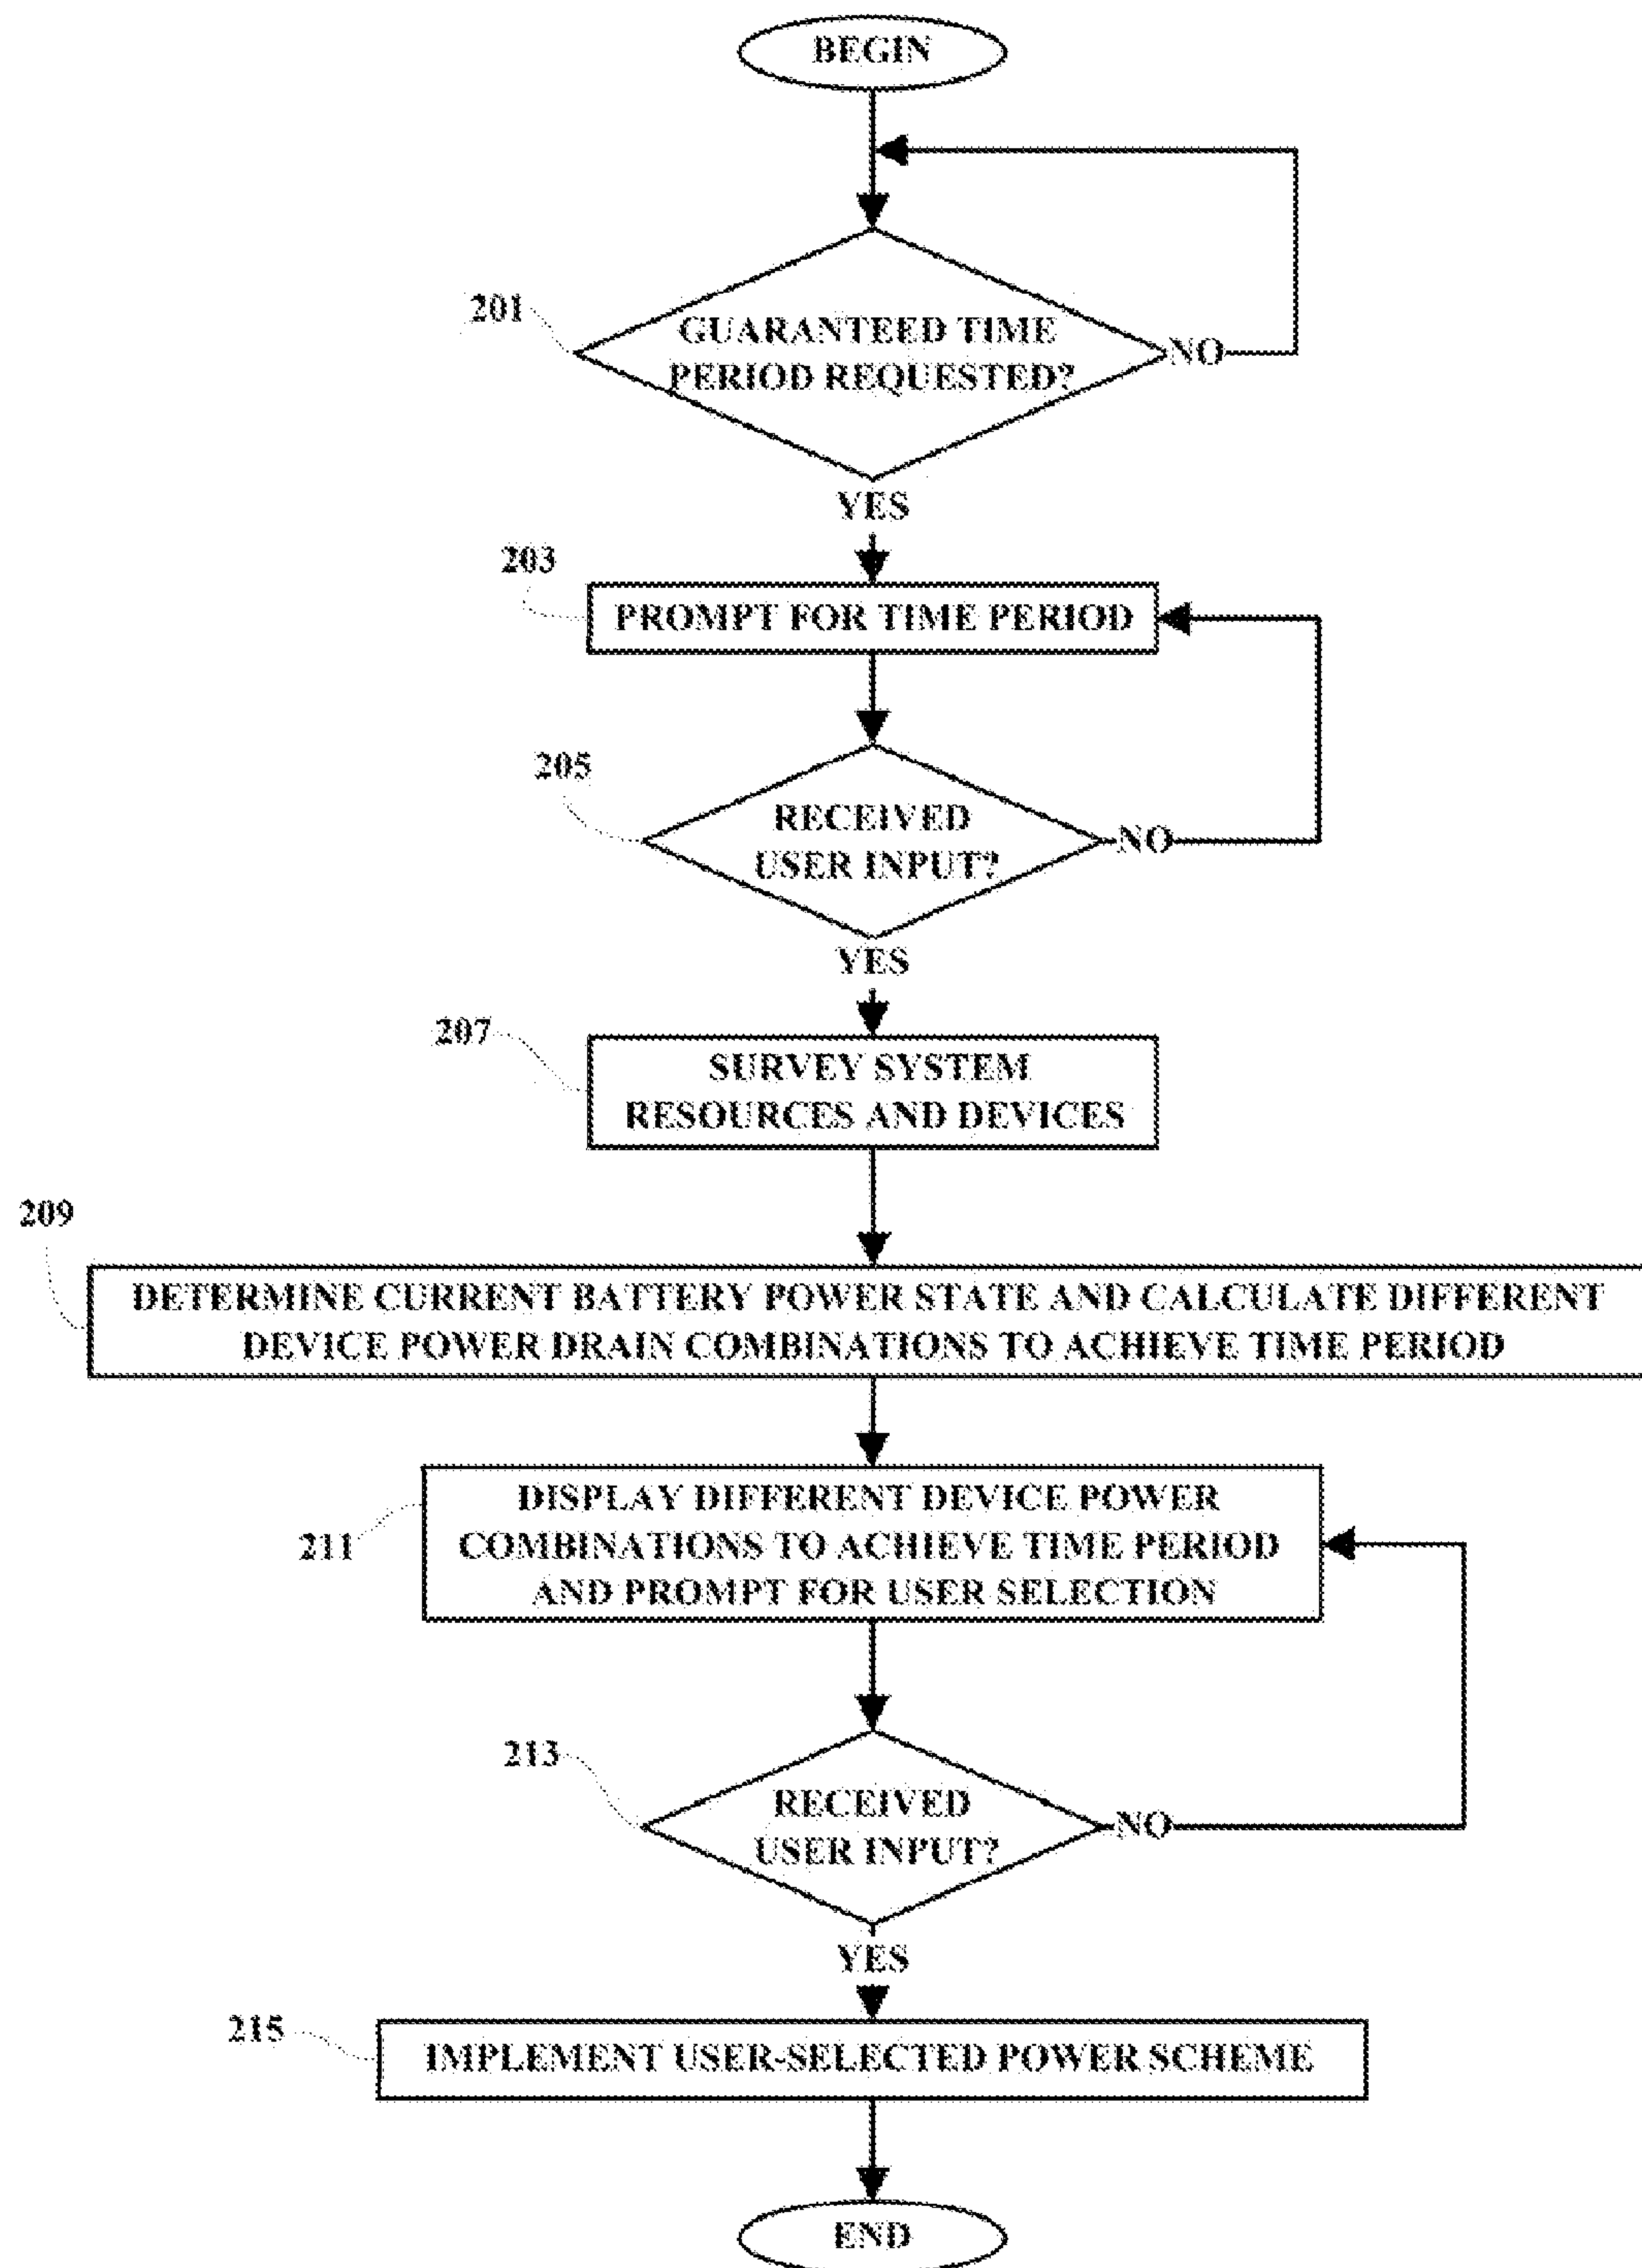 BEGIN
201
GUARANTEED TIME
PERIOD REQUESTED?
NO
YES
203
PROMPT FOR TIME PERIOD
205
RECEIVED
USER INPUT?
NO
YES
207
SURVEY SYSTEM
RESOURCES AND DEVICES
209
DETERMINE CURRENT BATTERY POWER STATE AND CALCULATE DIFFERENT
DEVICE POWER DRAIN COMBINATIONS TO ACHIEVE TIME PERIOD
211
DISPLAY DIFFERENT DEVICE POWER
COMBINATIONS TO ACHIEVE TIME PERIOD
AND PROMPT FOR USER SELECTION
213
RECEIVED
USER INPUT?
NO
YES
215
IMPLEMENT USER-SELECTED POWER SCHEME
END